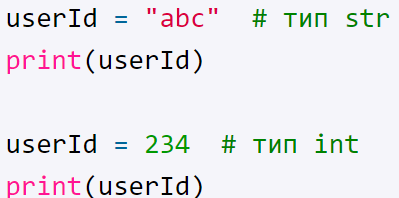 userId = "abc"  # тип str
print(userId)
userId = 234  # тип int
print(userId)